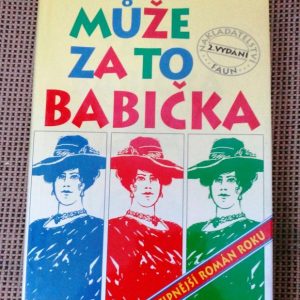 MŮŽE
ZA TO
BABIČKA
NAKLADATELSTVÍ
2. VYDÁNÍ
FAUN
ROMÁN ROKU